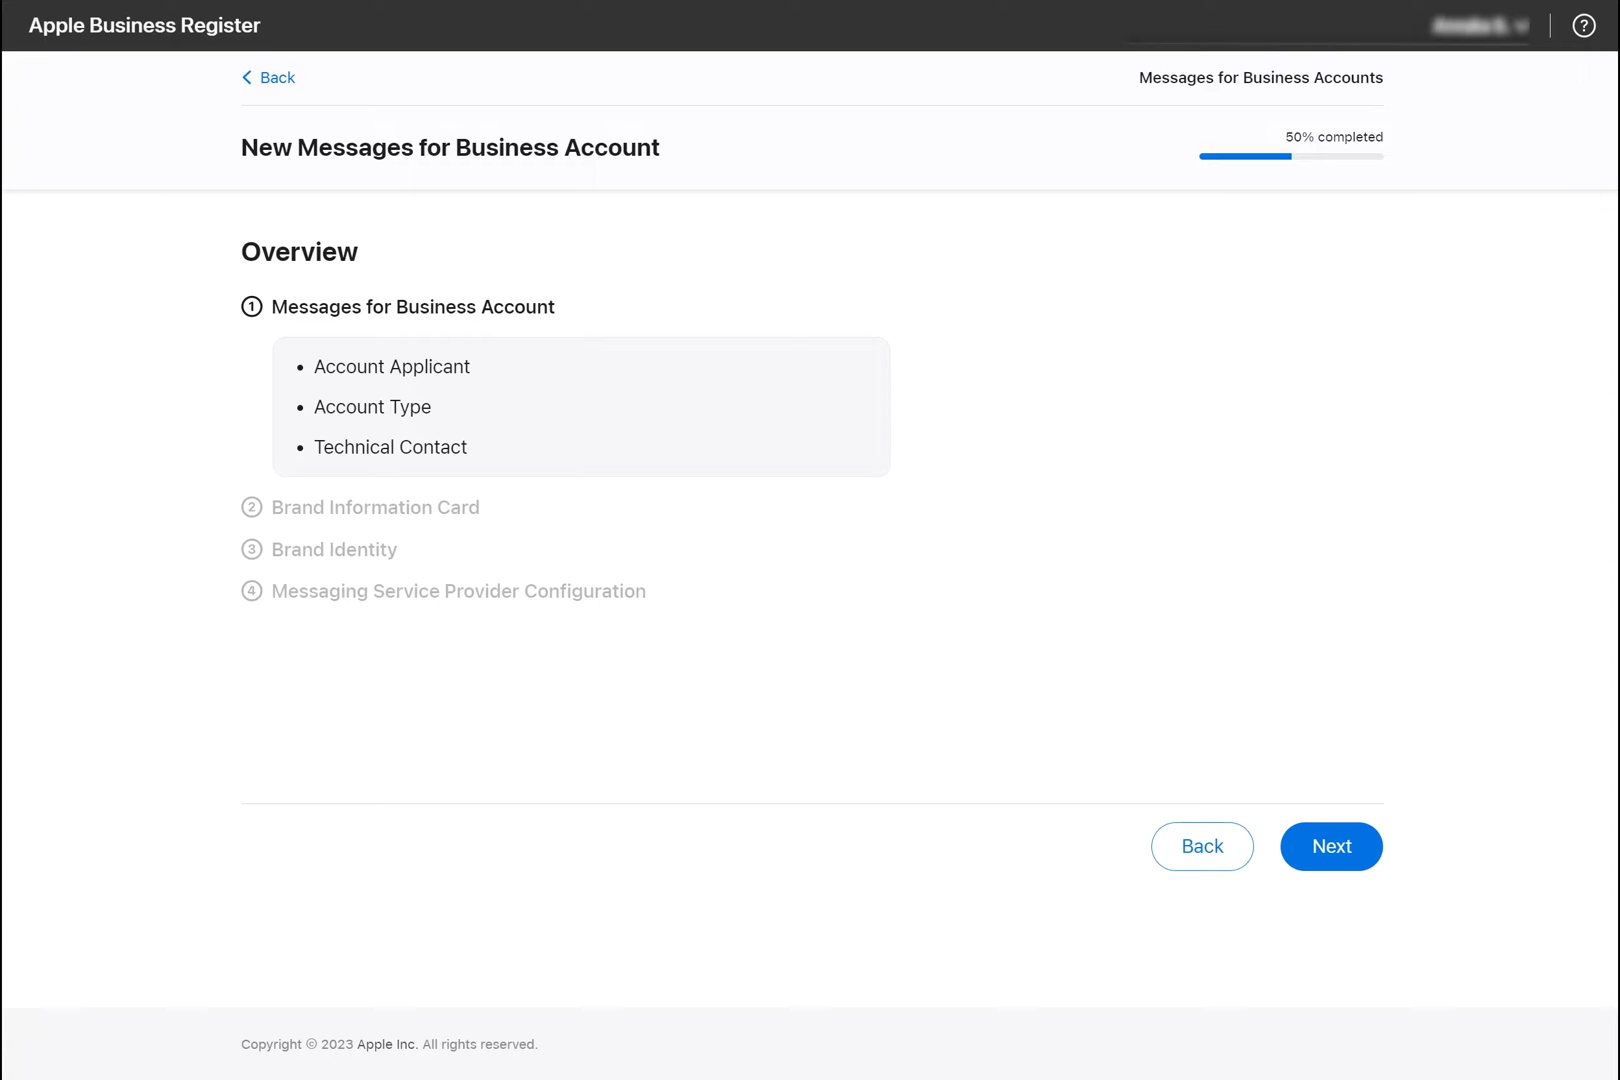 Apple Business Register
?
Back
Messages for Business Accounts
New Messages for Business Account
50% completed
Overview
1 Messages for Business Account
• Account Applicant
• Account Type
• Technical Contact
2 Brand Information Card
3 Brand Identity
4 Messaging Service Provider Configuration
Back
Next
Copyright © 2023 Apple Inc. All rights reserved.